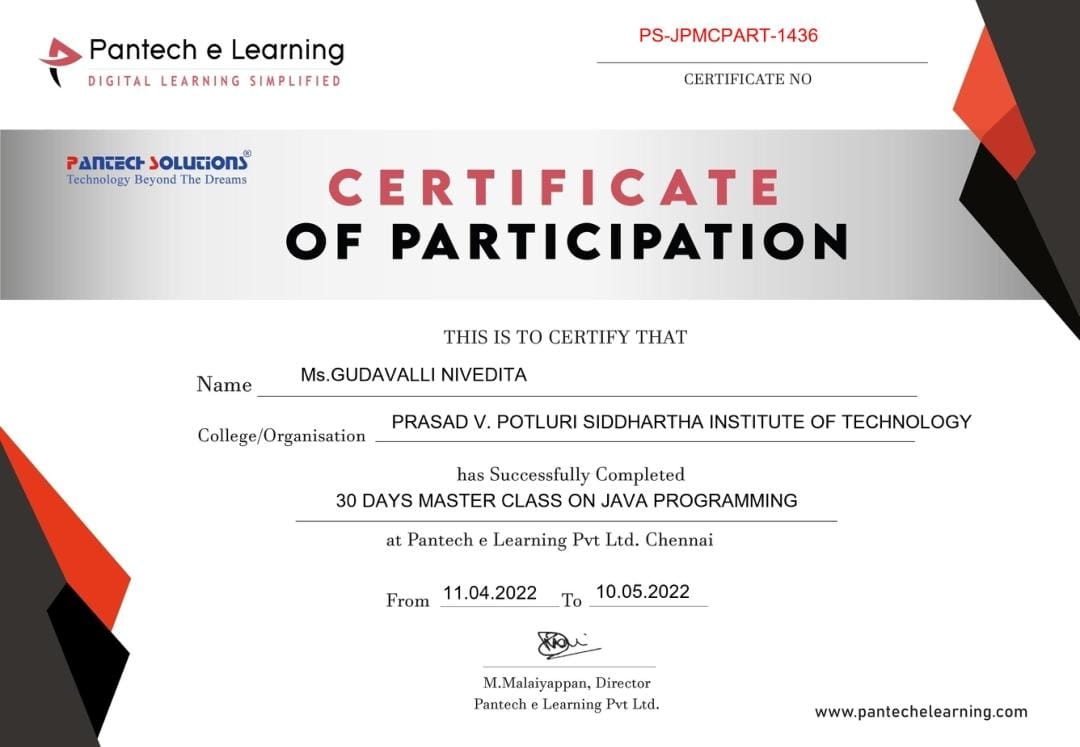 Pantech e Learning
DIGITAL LEARNING SIMPLIFIED
PS-JPMCPART-1436
CERTIFICATE NO
PANTECH SOLUTIONS®
Technology Beyond The Dreams
CERTIFICATE
OF PARTICIPATION
THIS IS TO CERTIFY THAT
Name Ms.GUDAVALLI NIVEDITA
College/Organisation PRASAD V. POTLURI SIDDHARTHA INSTITUTE OF TECHNOLOGY
has Successfully Completed
30 DAYS MASTER CLASS ON JAVA PROGRAMMING
at Pantech e Learning Pvt Ltd. Chennai
From 11.04.2022 To 10.05.2022
M.Malaiyappan, Director
Pantech e Learning Pvt Ltd.
www.pantechelearning.com